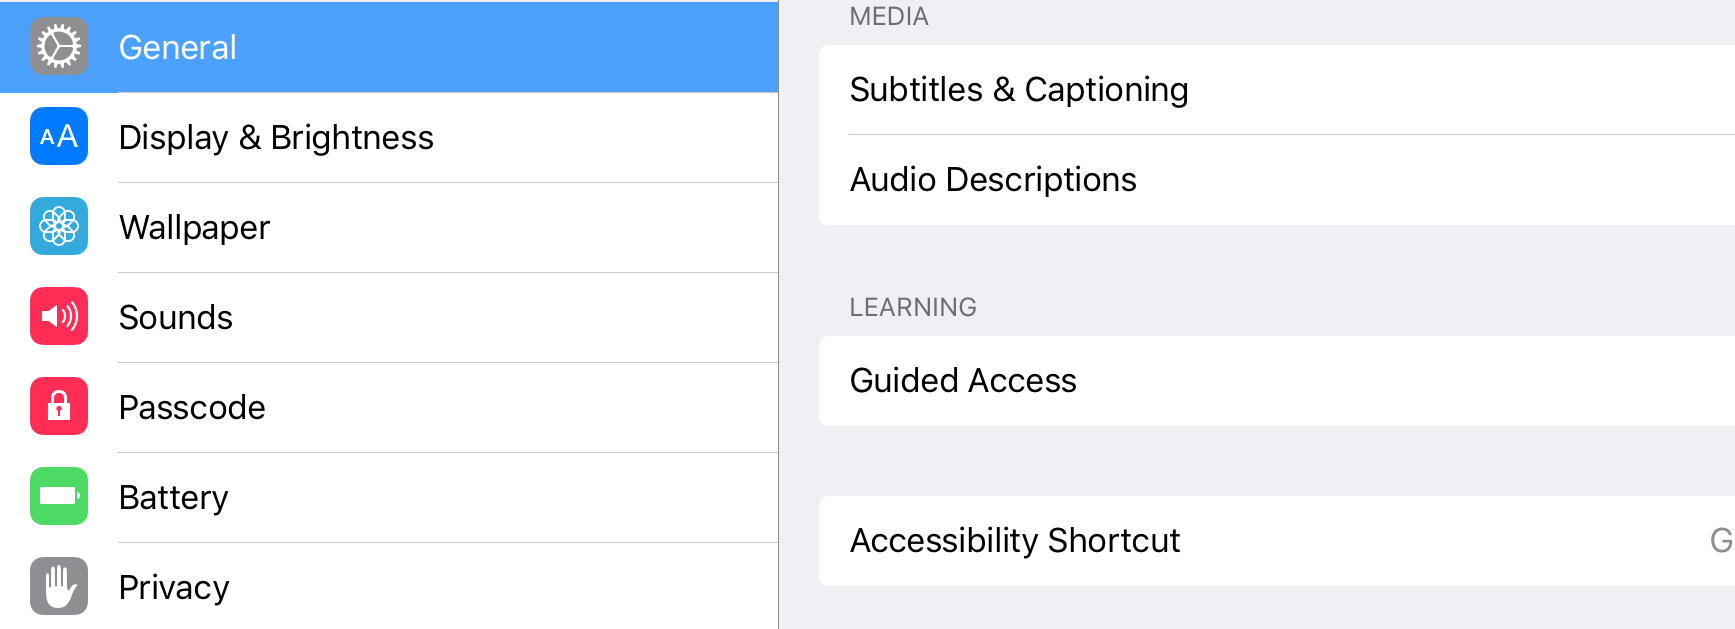 General
Display & Brightness
Wallpaper
Sounds
Passcode
Battery
Privacy
MEDIA
Subtitles & Captioning
Audio Descriptions
LEARNING
Guided Access
Accessibility Shortcut
G